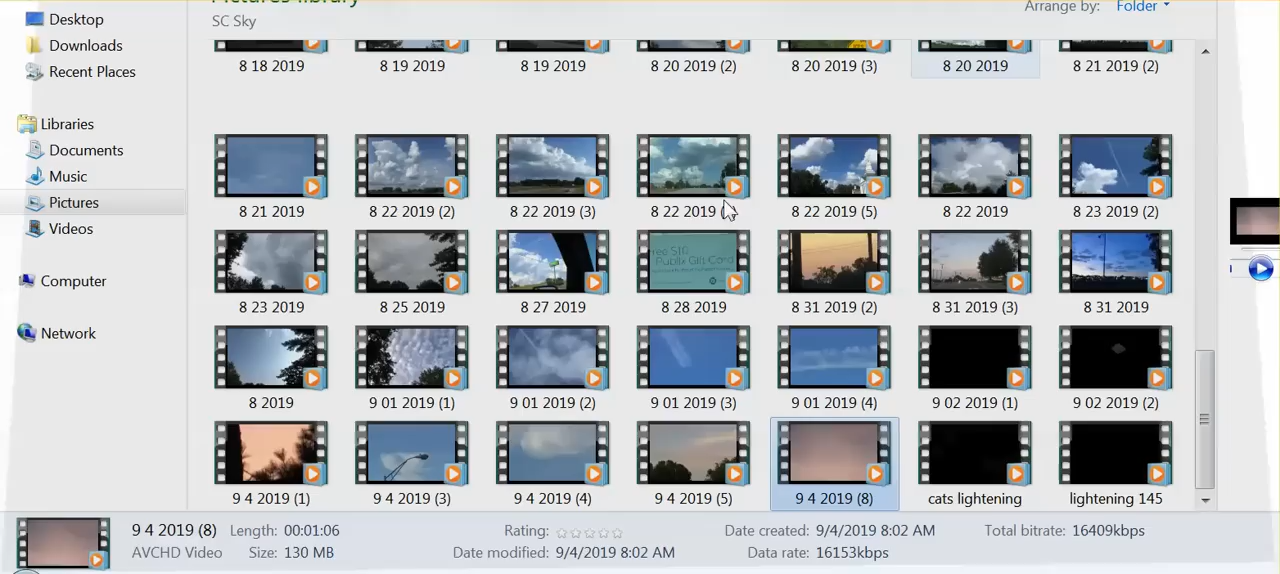 Pictures library
SC Sky
Arrange by: Folder
Desktop
Downloads
Recent Places
Libraries
Documents
Music
Pictures
Videos
Computer
Network
8 18 2019
8 19 2019
8 19 2019
8 20 2019 (2)
8 20 2019 (3)
8 20 2019
8 21 2019 (2)
8 21 2019
8 22 2019 (2)
8 22 2019 (3)
8 22 2019
8 22 2019 (5)
8 22 2019
8 23 2019 (2)
8 23 2019
8 25 2019
8 27 2019
Publix Gift Card
8 28 2019
8 31 2019 (2)
8 31 2019 (3)
8 31 2019
8 2019
9 01 2019 (1)
9 01 2019 (2)
9 01 2019 (3)
9 01 2019 (4)
9 02 2019 (1)
9 02 2019 (2)
9 4 2019 (1)
9 4 2019 (3)
9 4 2019 (4)
9 4 2019 (5)
9 4 2019 (8)
cats lightening
lightening 145
9 4 2019 (8) Length: 00:01:06 Rating: Date created: 9/4/2019 8:02 AM Total bitrate: 16409kbps
AVCHD Video Size: 130 MB Date modified: 9/4/2019 8:02 AM Data rate: 16153kbps